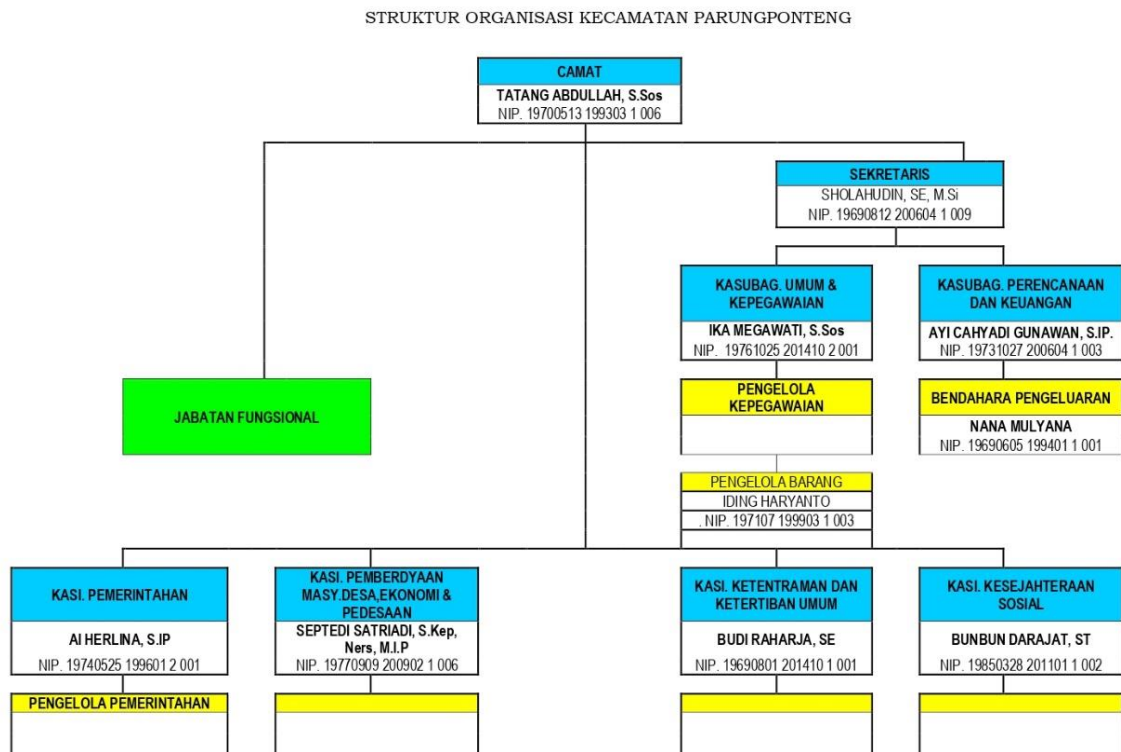 STRUKTUR ORGANISASI KECAMATAN PARUNGPONTENG
CAMAT
TATANG ABDULLAH, S.Sos
NIP. 19700513 199303 1 006
SEKRETARIS
SHOLAHUDIN, SE, M.Si
NIP. 19690812 200604 1 009
KASUBAG. UMUM &
KEPEGAWAIAN
IKA MEGAWATI, S.Sos
NIP. 19761025 201410 2 001
KASUBAG. PERENCANAAN
DAN KEUANGAN
AYI CAHYADI GUNAWAN, S.IP.
NIP. 19731027 200604 1 003
JABATAN FUNGSIONAL
PENGELOLA
KEPEGAWAIAN
BENDAHARA PENGELUARAN
NANA MULYANA
NIP. 19690605 199401 1 001
PENGELOLA BARANG
IDING HARYANTO
. NIP. 197107 199903 1 003
KASI. PEMERINTAHAN
AI HERLINA, S.IP
NIP. 19740525 199601 2 001
KASI. PEMBERDYAAN
MASY.DESA,EKONOMI &
PEDESAAN
SEPTEDI SATRIADI, S.Kep,
Ners, M.I.P
NIP. 19770909 200902 1 006
KASI. KETENTRAMAN DAN
KETERTIBAN UMUM
BUDI RAHARJA, SE
NIP. 19690801 201410 1 001
KASI. KESEJAHTERAAN
SOSIAL
BUNBUN DARAJAT, ST
NIP. 19850328 201101 1 002
PENGELOLA PEMERINTAHAN